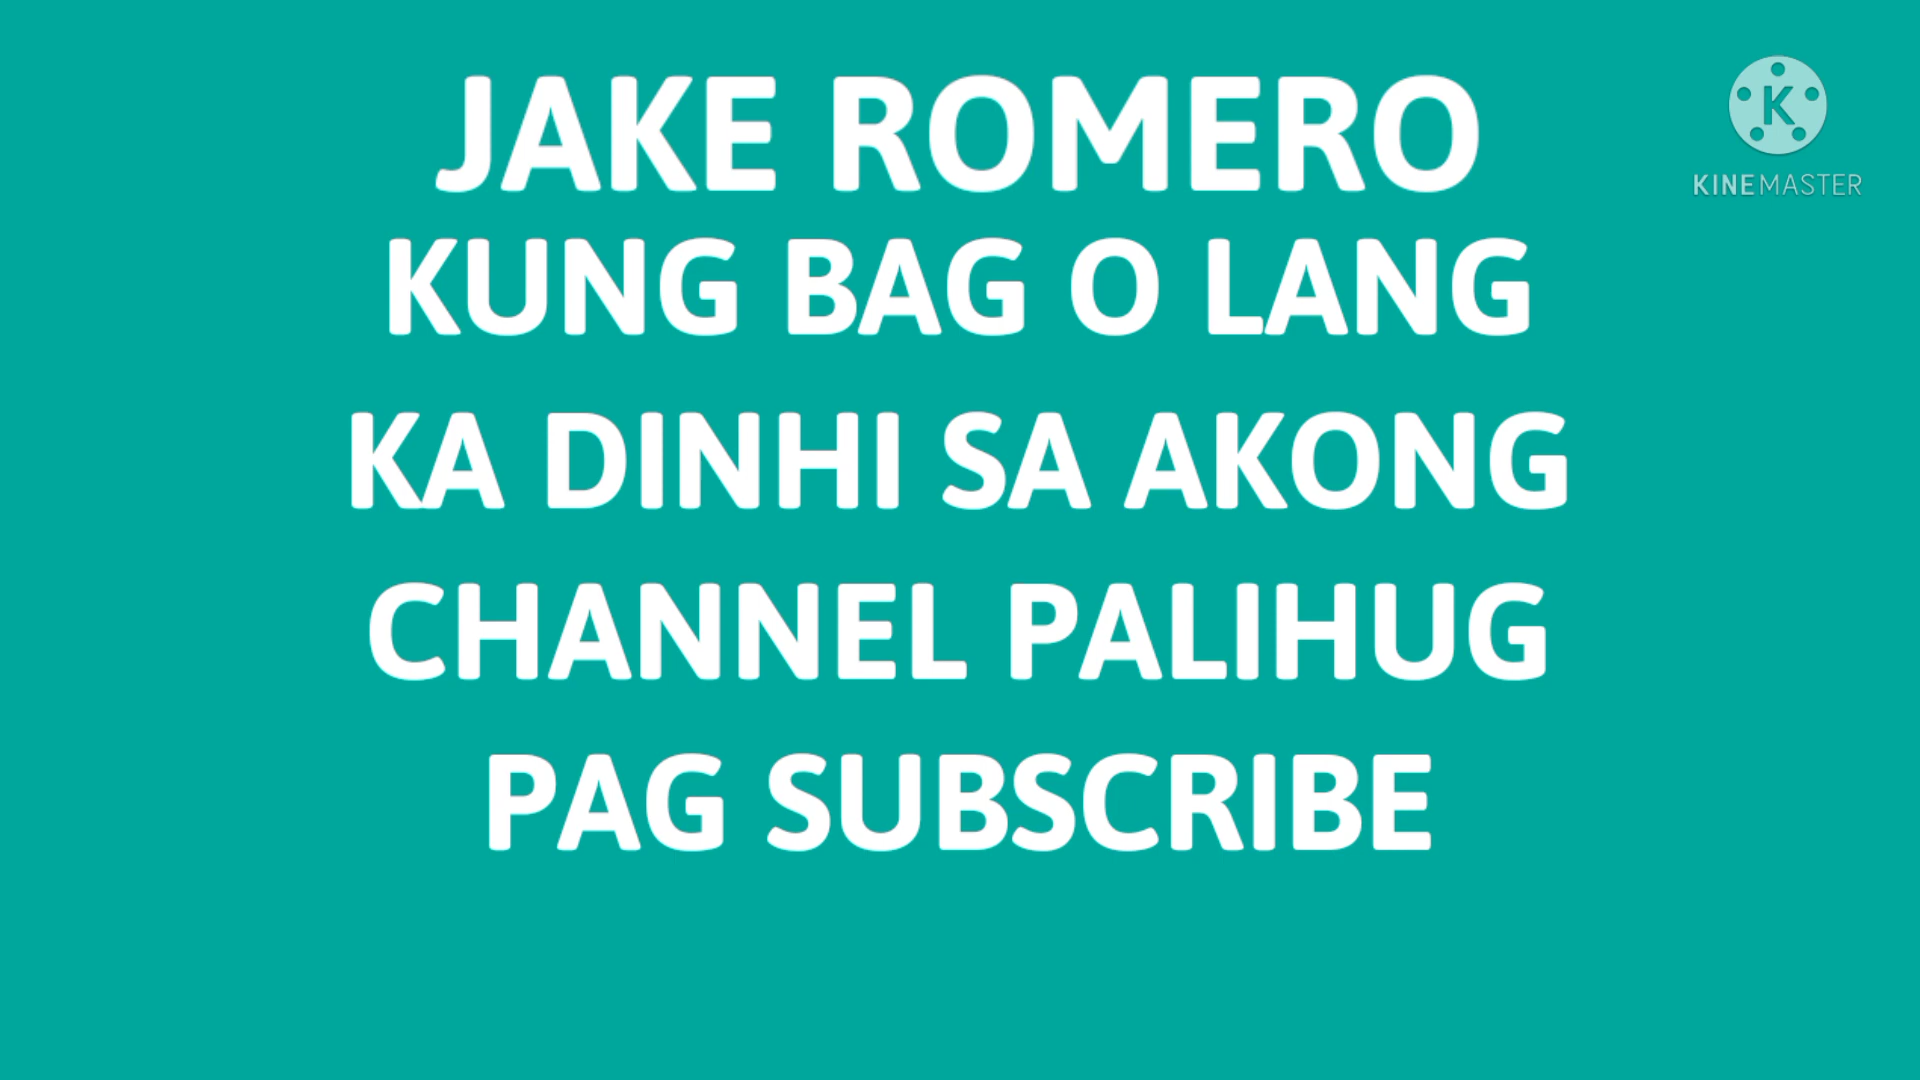 JAKE ROMERO
KUNG BAG O LANG
KA DINHI SA AKONG
CHANNEL PALIHUG
PAG SUBSCRIBE
K
KINEMASTER